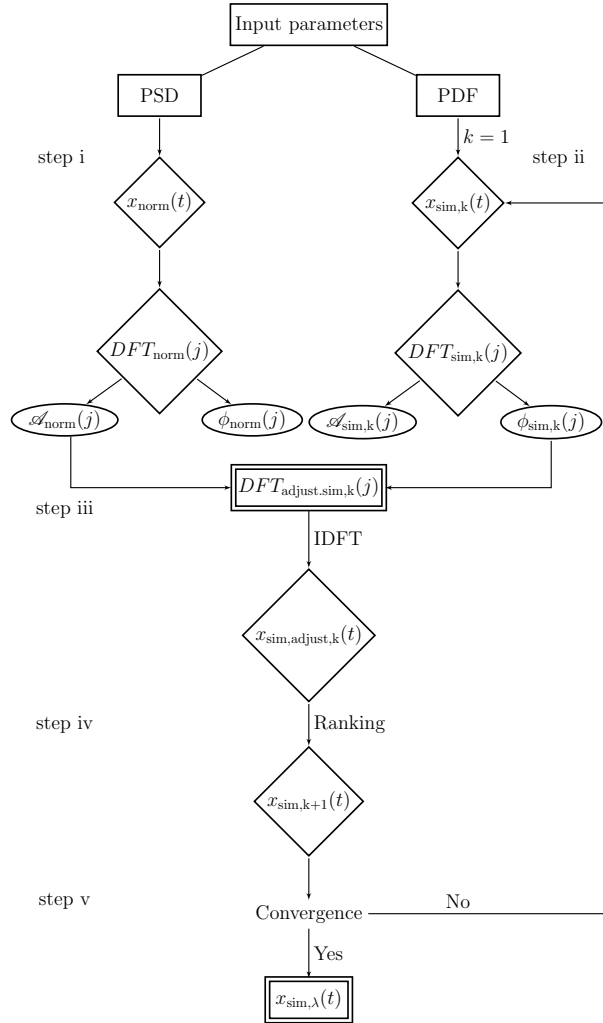 Input parameters
PSD
PDF
k = 1
step i
step ii
x_norm(t)
x_sim,k(t)
DFT_norm(j)
DFT_sim,k(j)
𝒜_norm(j)
ϕ_norm(j)
𝒜_sim,k(j)
ϕ_sim,k(j)
DFT_adjust.sim,k(j)
step iii
IDFT
x_sim,adjust,k(t)
step iv
Ranking
x_sim,k+1(t)
step v
Convergence
No
Yes
x_sim,λ(t)